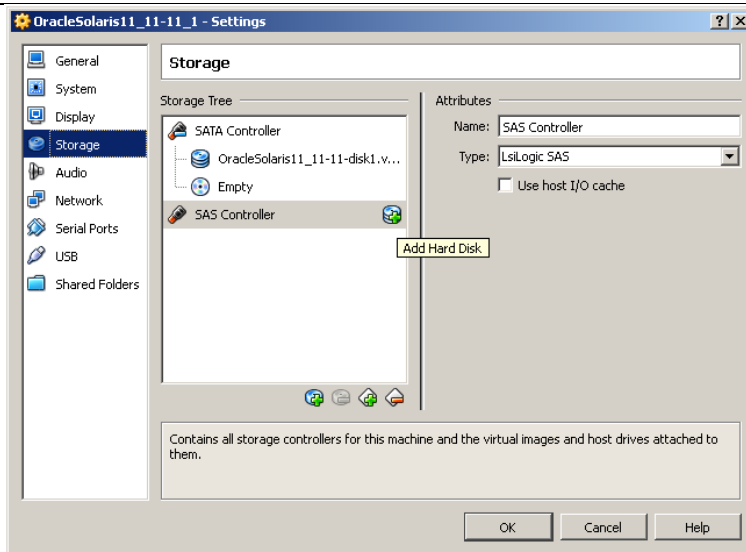 OracleSolaris11_11-11_1 - Settings
General
System
Display
Storage
Audio
Network
Serial Ports
USB
Shared Folders
Storage
Storage Tree
SATA Controller
OracleSolaris11_11-11-disk1.v...
Empty
SAS Controller
Add Hard Disk
Attributes
Name: SAS Controller
Type: LsiLogic SAS
Use host I/O cache
Contains all storage controllers for this machine and the virtual images and host drives attached to
them.
OK Cancel Help